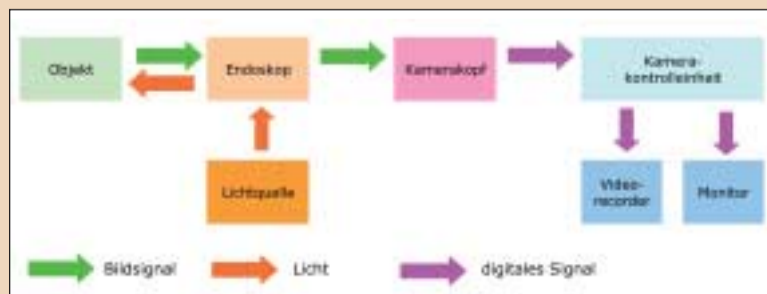 Objekt
Endoskop
Kamerakopf
Kamera-
kontrolleinheit
Lichtquelle
Video-
recorder
Monitor
Bildsignal
Licht
digitales Signal